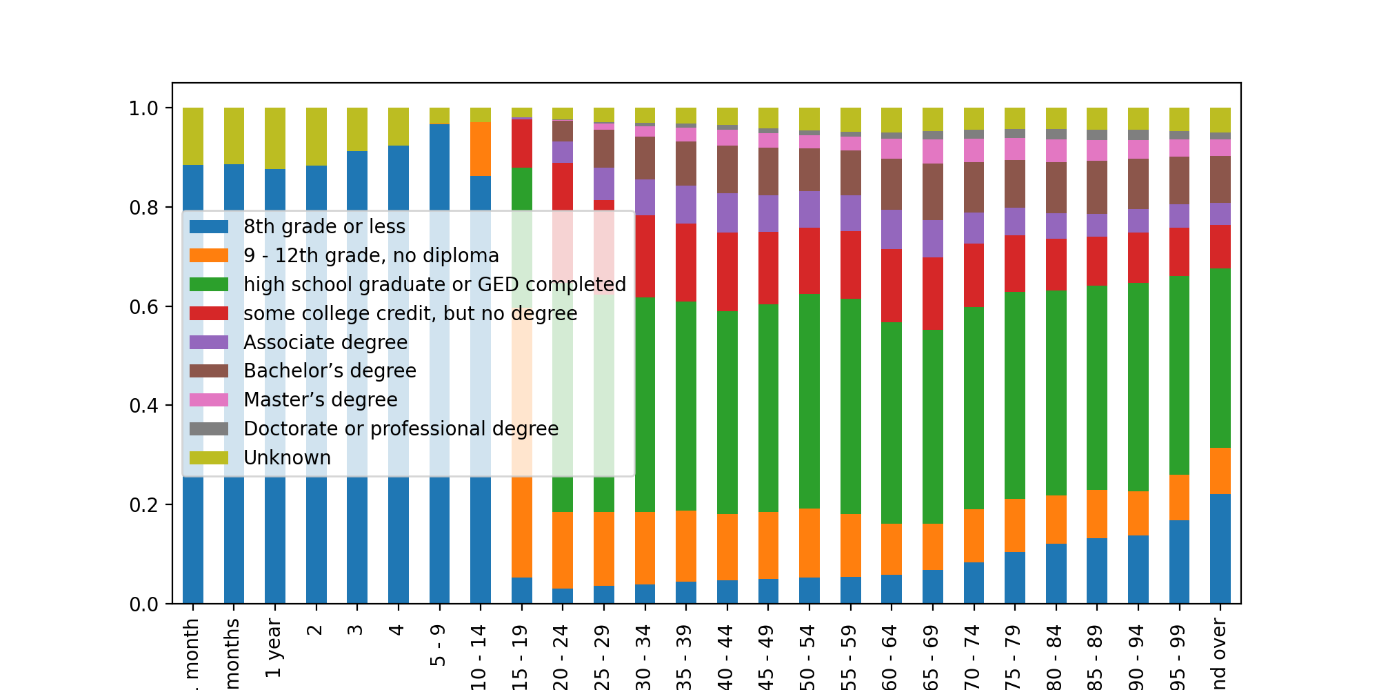 1.0
0.8
0.6
0.4
0.2
0.0
8th grade or less
9 - 12th grade, no diploma
high school graduate or GED completed
some college credit, but no degree
Associate degree
Bachelor’s degree
Master’s degree
Doctorate or professional degree
Unknown
month
months
1 year
2
3
4
5 - 9
10 - 14
15 - 19
20 - 24
25 - 29
30 - 34
35 - 39
40 - 44
45 - 49
50 - 54
55 - 59
60 - 64
65 - 69
70 - 74
75 - 79
80 - 84
85 - 89
90 - 94
95 - 99
nd over